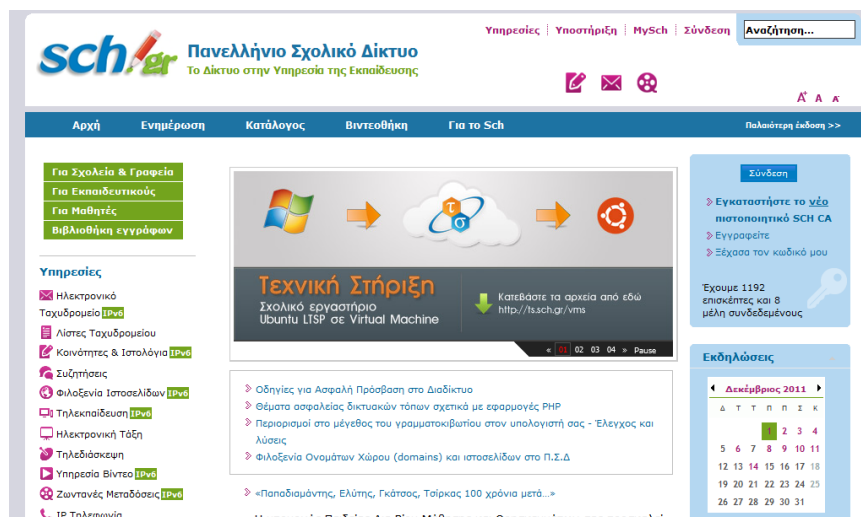 Υπηρεσίες Υποστήριξη MySch Σύνδεση Αναζήτηση...
sch.gr Πανελλήνιο Σχολικό Δίκτυο
Το Δίκτυο στην Υπηρεσία της Εκπαίδευσης
A+ A A-
Αρχή Ενημέρωση Κατάλογος Βιντεοθήκη Για το Sch Παλαιότερη έκδοση >>
Για Σχολεία & Γραφεία
Για Εκπαιδευτικούς
Για Μαθητές
Βιβλιοθήκη εγγράφων
Υπηρεσίες
Ηλεκτρονικό
Ταχυδρομείο IPv6
Λίστες Ταχυδρομείου
Κοινότητες & Ιστολόγια IPv6
Συζητήσεις
Φιλοξενία Ιστοσελίδων IPv6
Τηλεκπαίδευση IPv6
Ηλεκτρονική Τάξη
Τηλεδιάσκεψη
Υπηρεσία Βίντεο IPv6
Ζωντανές Μεταδόσεις IPv6
IP Τηλεφωνία
τσ
Τεχνική Στήριξη
Σχολικό εργαστήριο
Ubuntu LTSP σε Virtual Machine
Κατεβάστε τα αρχεία από εδώ
http://ts.sch.gr/vms
« 01 02 03 04 » Pause
Οδηγίες για Ασφαλή Πρόσβαση στο Διαδίκτυο
Θέματα ασφαλείας δικτυακών τόπων σχετικά με εφαρμογές PHP
Περιορισμοί στο μέγεθος του γραμματοκιβωτίου στον υπολογιστή σας - Έλεγχος και
λύσεις
Φιλοξενία Ονομάτων Χώρου (domains) και ιστοσελίδων στο Π.Σ.Δ
«Παπαδιαμάντης, Ελύτης, Γκάτσος, Τσίρκας 100 χρόνια μετά...»
Σύνδεση
Εγκαταστήστε το νέο
πιστοποιητικό SCH CA
Εγγραφείτε
Ξέχασα τον κωδικό μου
Έχουμε 1192
επισκέπτες και 8
μέλη συνδεδεμένους
Εκδηλώσεις
Δεκέμβριος 2011
Δ Τ Τ Π Π Σ Κ
1 2 3 4
5 6 7 8 9 10 11
12 13 14 15 16 17 18
19 20 21 22 23 24 25
26 27 28 29 30 31